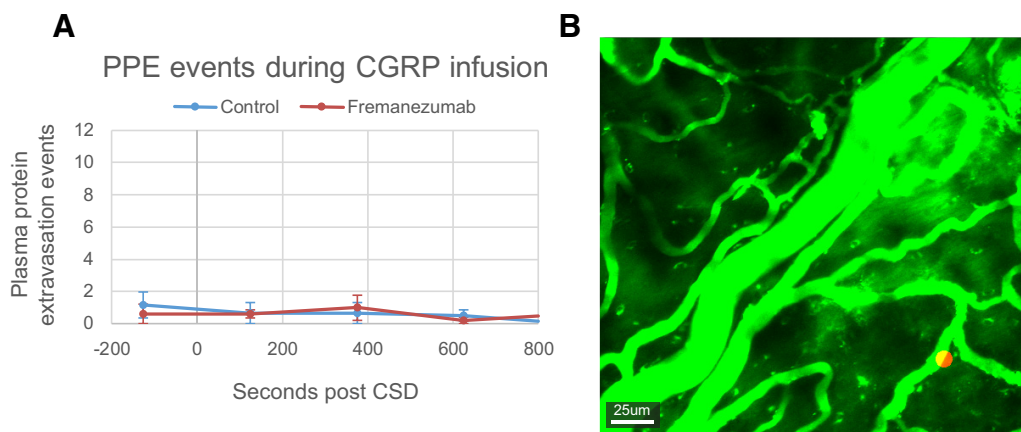 A
PPE events during CGRP infusion
Control
Fremanezumab
Plasma protein
extravasation events
12
10
8
6
4
2
0
-200
0
200
400
600
800
Seconds post CSD
B
25um